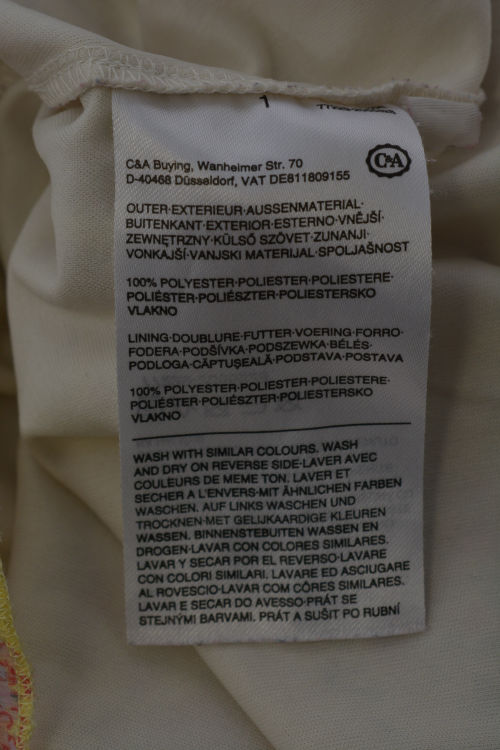 1
C&A Buying, Wanheimer Str. 70
D-40468 Düsseldorf, VAT DE811809155
C&A
OUTER·EXTERIEUR·AUSSENMATERIAL·
BUITENKANT·EXTERIOR·ESTERNO·VNĚJŠÍ·
ZEWNĘTRZNY·KÜLSŐ SZÖVET·ZUNANJI·
VONKAJŠÍ·VANJSKI MATERIJAL·SPOLJAŠNOST
100% POLYESTER·POLIESTER·POLIESTERE·
POLIÉSTER·POLIÉSZTER·POLIESTERSKO
VLAKNO
LINING·DOUBLURE·FUTTER·VOERING·FORRO·
FODERA·PODŠÍVKA·PODSZEWKA·BÉLÉS·
PODLOGA·CĂPTUŞEALĂ·PODSTAVA·POSTAVA
100% POLYESTER·POLIESTER·POLIESTERE·
POLIÉSTER·POLIÉSZTER·POLIESTERSKO
VLAKNO
WASH WITH SIMILAR COLOURS. WASH
AND DRY ON REVERSE SIDE·LAVER AVEC
COULEURS DE MEME TON. LAVER ET
SECHER A L'ENVERS·MIT ÄHNLICHEN FARBEN
WASCHEN. AUF LINKS WASCHEN UND
TROCKNEN·MET GELIJKAARDIGE KLEUREN
WASSEN. BINNENSTEBUITEN WASSEN EN
DROGEN·LAVAR CON COLORES SIMILARES.
LAVAR Y SECAR POR EL REVERSO·LAVARE
CON COLORI SIMILARI. LAVARE ED ASCIUGARE
AL ROVESCIO·LAVAR COM CÔRES SIMILARES.
LAVAR E SECAR DO AVESSO·PRÁT SE
STEJNÝMI BARVAMI. PRÁT A SUŠIT PO RUBNÍ